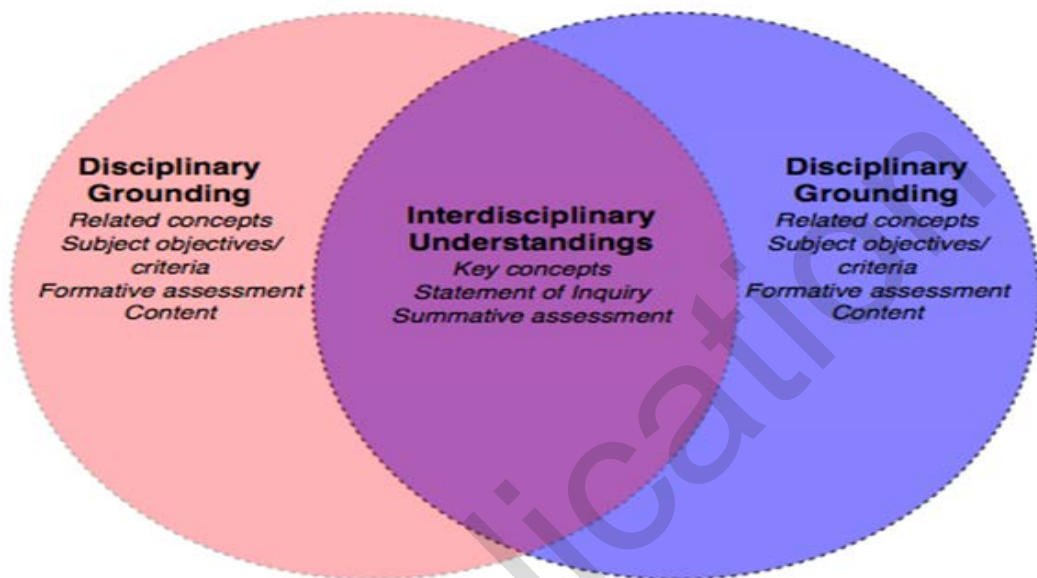 Disciplinary
Grounding
Related concepts
Subject objectives/
criteria
Formative assessment
Content
Interdisciplinary
Understandings
Key concepts
Statement of Inquiry
Summative assessment
Disciplinary
Grounding
Related concepts
Subject objectives/
criteria
Formative assessment
Content
lication